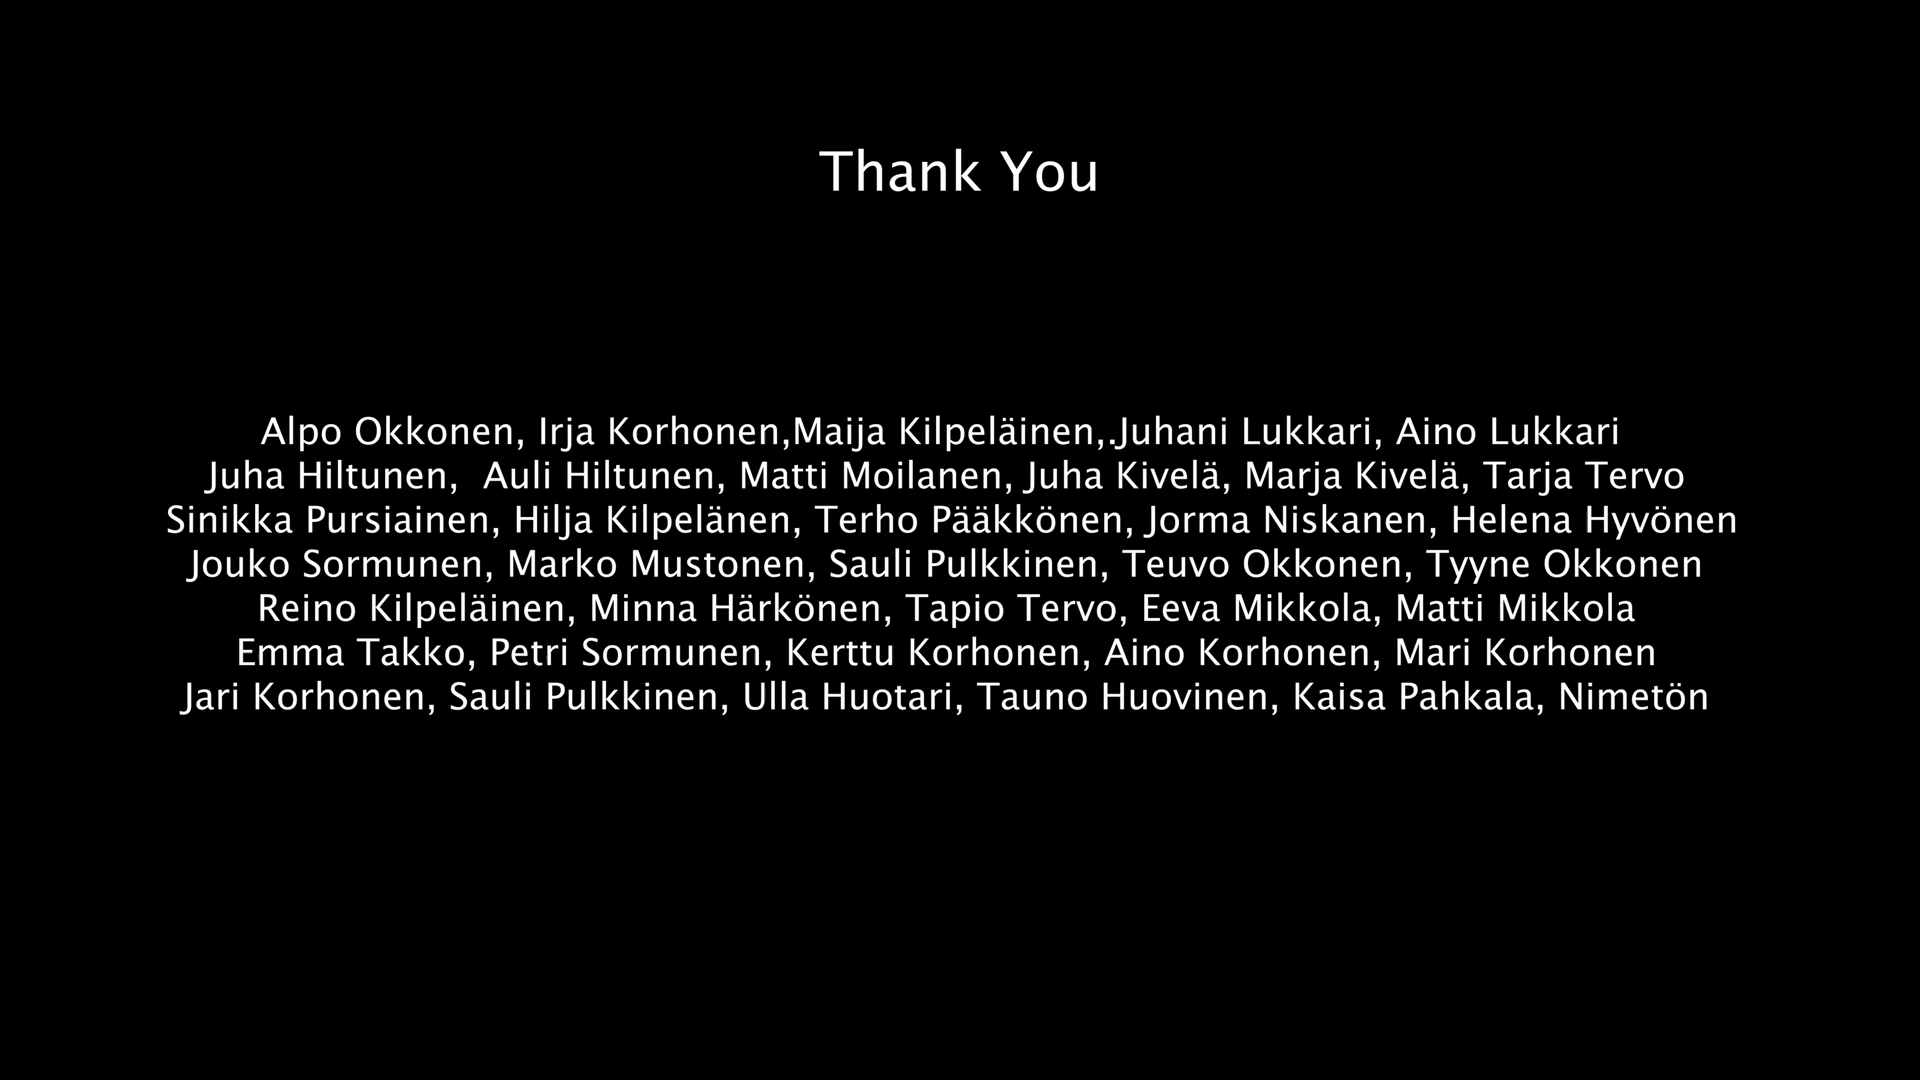 Thank You
Alpo Okkonen, Irja Korhonen,Maija Kilpeläinen,.Juhani Lukkari, Aino Lukkari
Juha Hiltunen,  Auli Hiltunen, Matti Moilanen, Juha Kivelä, Marja Kivelä, Tarja Tervo
Sinikka Pursiainen, Hilja Kilpelänen, Terho Pääkkönen, Jorma Niskanen, Helena Hyvönen
Jouko Sormunen, Marko Mustonen, Sauli Pulkkinen, Teuvo Okkonen, Tyyne Okkonen
Reino Kilpeläinen, Minna Härkönen, Tapio Tervo, Eeva Mikkola, Matti Mikkola
Emma Takko, Petri Sormunen, Kerttu Korhonen, Aino Korhonen, Mari Korhonen
Jari Korhonen, Sauli Pulkkinen, Ulla Huotari, Tauno Huovinen, Kaisa Pahkala, Nimetön